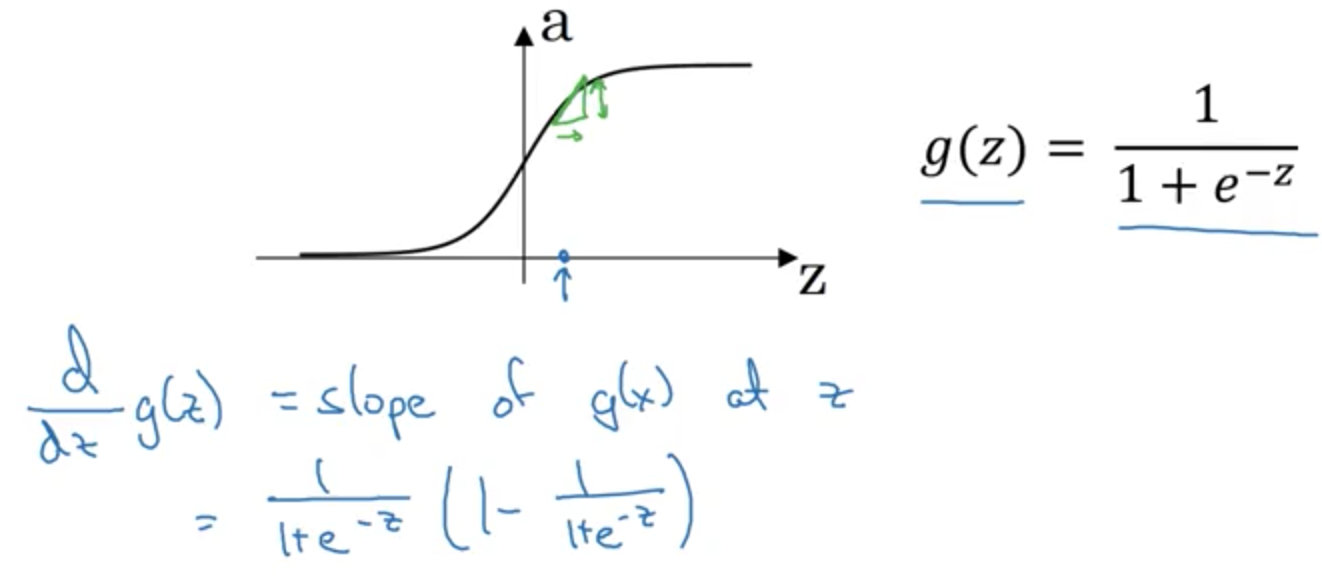 a
g(z) = 1 / (1 + e^{-z})
z
d/dz g(z) = slope of g(x) at z
= 1 / (1+e^{-z}) (1 - 1 / (1+e^{-z}))